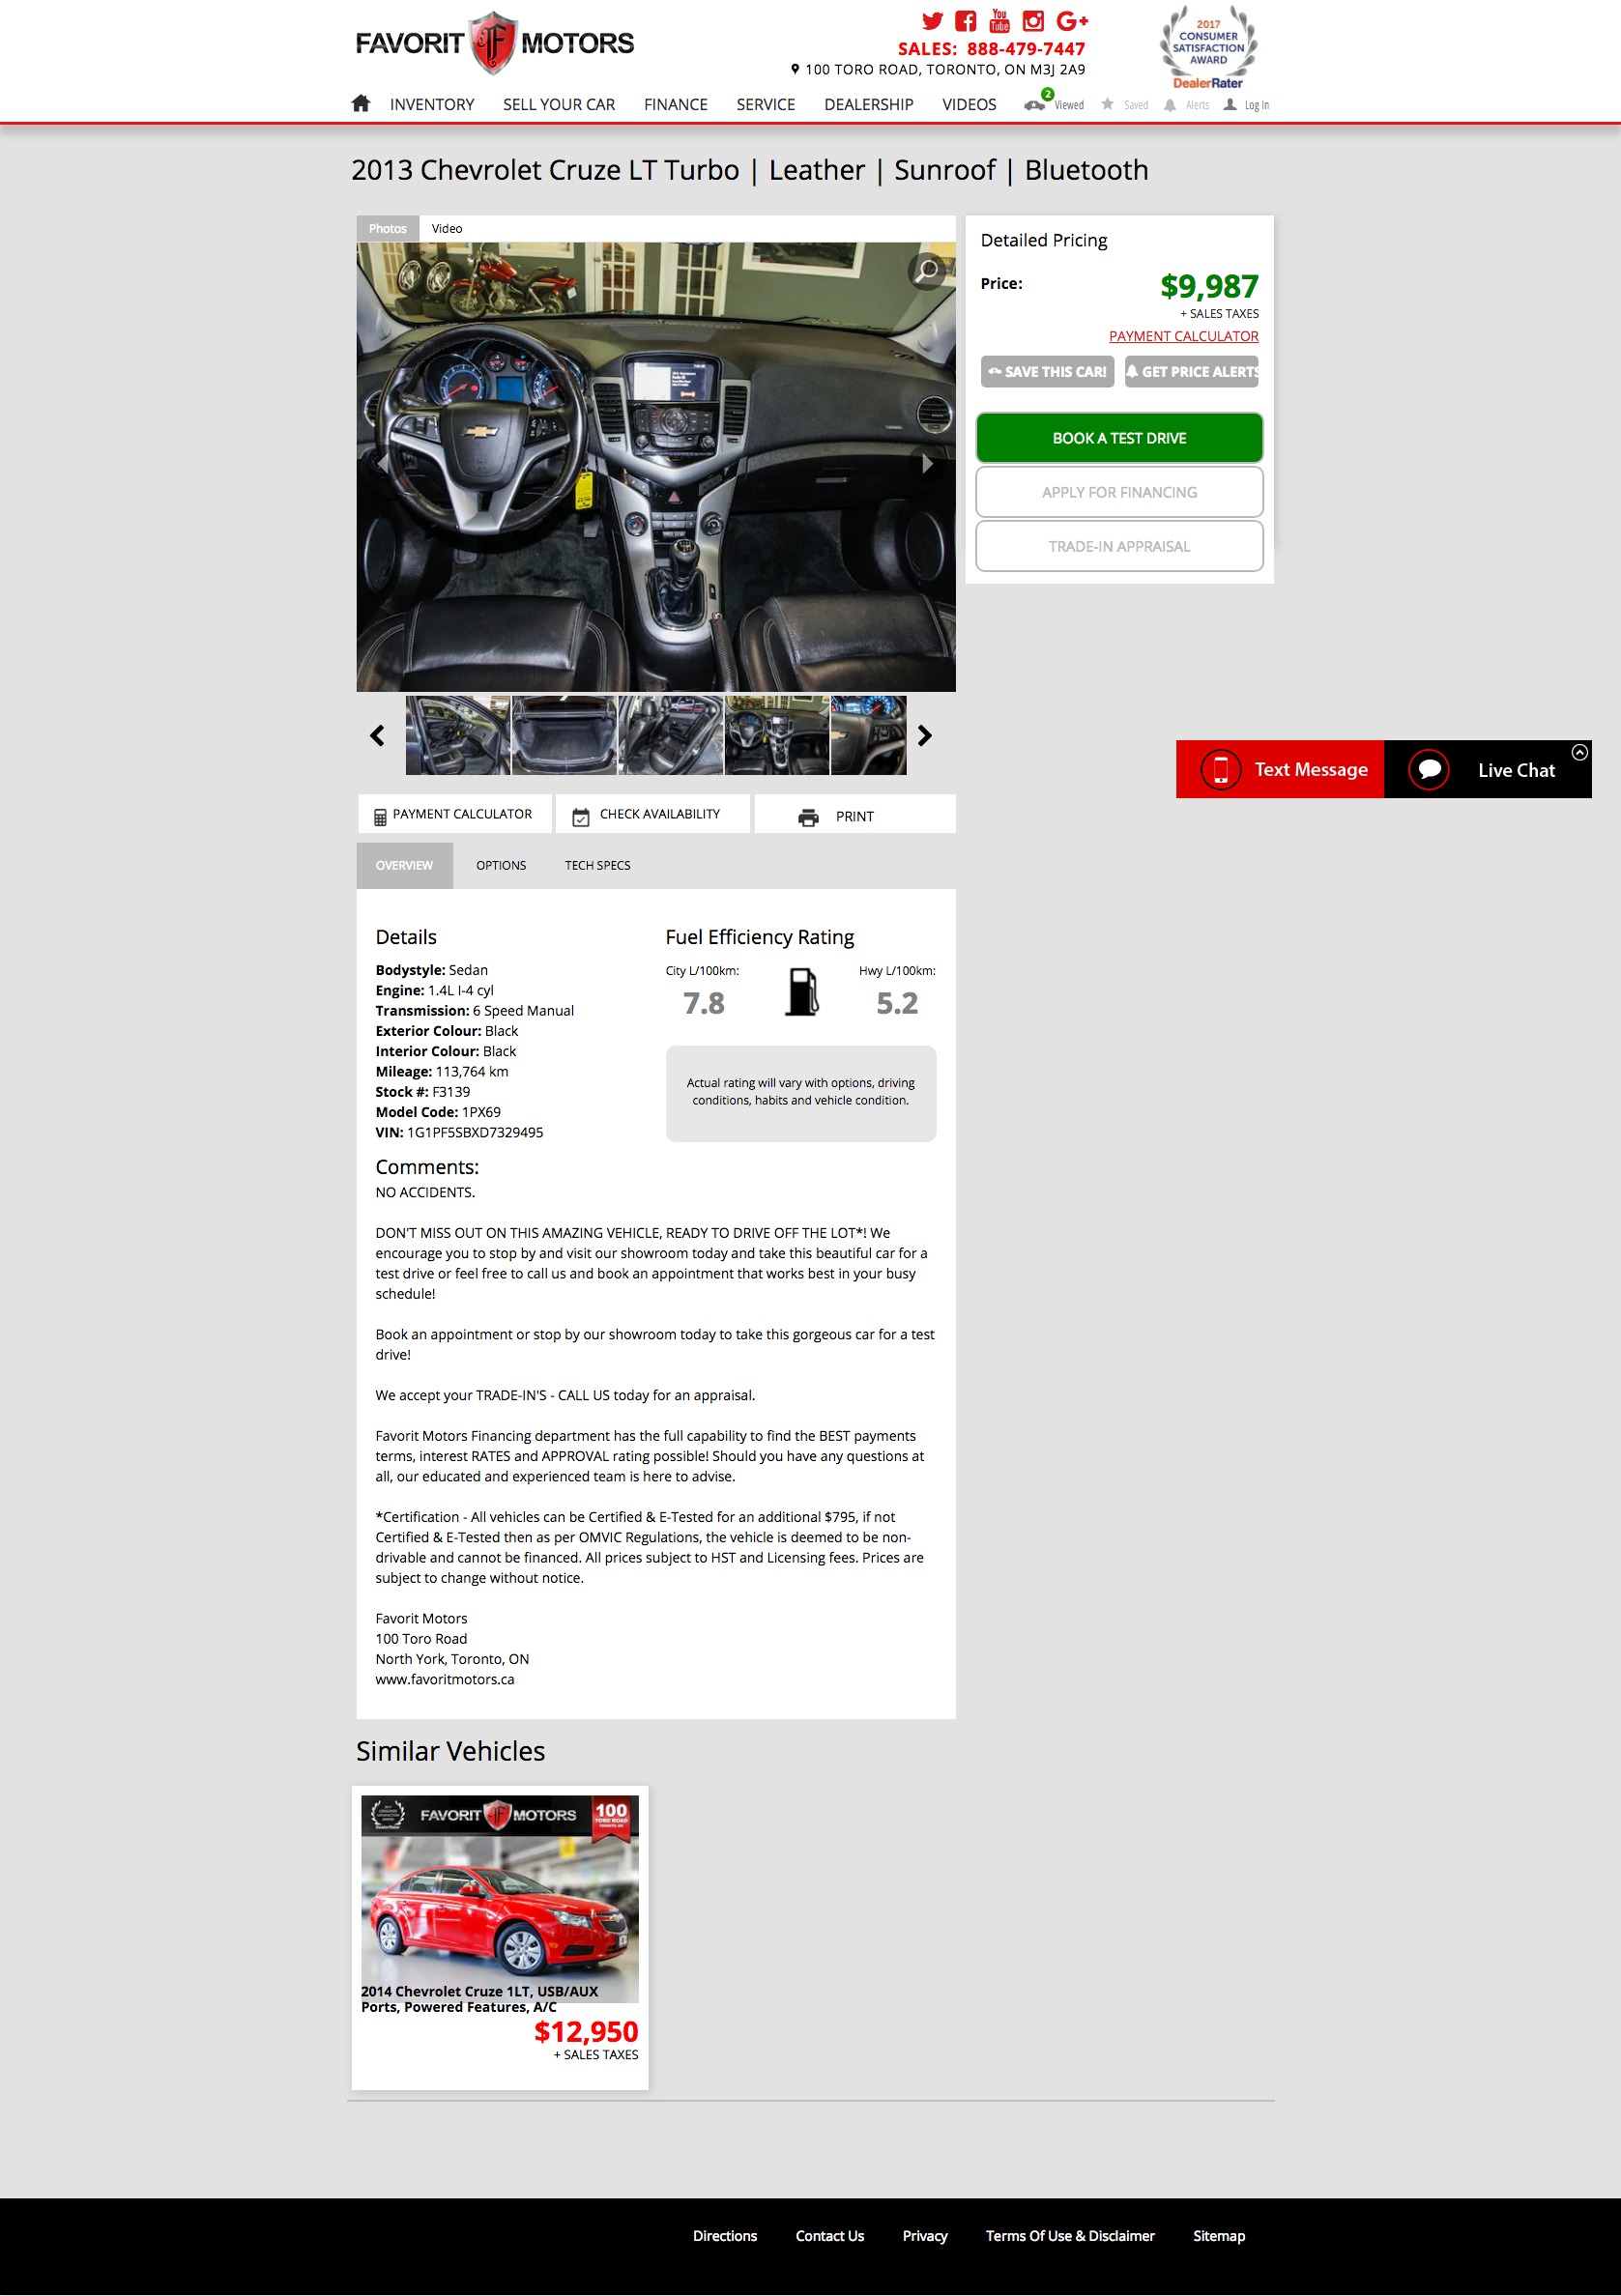 FAVORIT MOTORS
SALES: 888-479-7447
100 TORO ROAD, TORONTO, ON M3J 2A9
2017
CONSUMER
SATISFACTION
AWARD
DealerRater
INVENTORY SELL YOUR CAR FINANCE SERVICE DEALERSHIP VIDEOS 2 Viewed Saved Alerts Log In
2013 Chevrolet Cruze LT Turbo | Leather | Sunroof | Bluetooth
Photos Video
Detailed Pricing
Price: $9,987
+ SALES TAXES
PAYMENT CALCULATOR
SAVE THIS CAR! GET PRICE ALERTS
BOOK A TEST DRIVE
APPLY FOR FINANCING
TRADE-IN APPRAISAL
Text Message Live Chat
PAYMENT CALCULATOR CHECK AVAILABILITY PRINT
OVERVIEW OPTIONS TECH SPECS
Details
Bodystyle: Sedan
Engine: 1.4L I-4 cyl
Transmission: 6 Speed Manual
Exterior Colour: Black
Interior Colour: Black
Mileage: 113,764 km
Stock #: F3139
Model Code: 1PX69
VIN: 1G1PF5SBXD7329495
Fuel Efficiency Rating
City L/100km: Hwy L/100km:
7.8 5.2
Actual rating will vary with options, driving
conditions, habits and vehicle condition.
Comments:
NO ACCIDENTS.
DON'T MISS OUT ON THIS AMAZING VEHICLE, READY TO DRIVE OFF THE LOT*! We
encourage you to stop by and visit our showroom today and take this beautiful car for a
test drive or feel free to call us and book an appointment that works best in your busy
schedule!
Book an appointment or stop by our showroom today to take this gorgeous car for a test
drive!
We accept your TRADE-IN'S - CALL US today for an appraisal.
Favorit Motors Financing department has the full capability to find the BEST payments
terms, interest RATES and APPROVAL rating possible! Should you have any questions at
all, our educated and experienced team is here to advise.
*Certification - All vehicles can be Certified & E-Tested for an additional $795, if not
Certified & E-Tested then as per OMVIC Regulations, the vehicle is deemed to be non-
drivable and cannot be financed. All prices subject to HST and Licensing fees. Prices are
subject to change without notice.
Favorit Motors
100 Toro Road
North York, Toronto, ON
www.favoritmotors.ca
Similar Vehicles
FAVORIT MOTORS
100
TORO ROAD
2014 Chevrolet Cruze 1LT, USB/AUX
Ports, Powered Features, A/C
$12,950
+ SALES TAXES
Directions Contact Us Privacy Terms Of Use & Disclaimer Sitemap